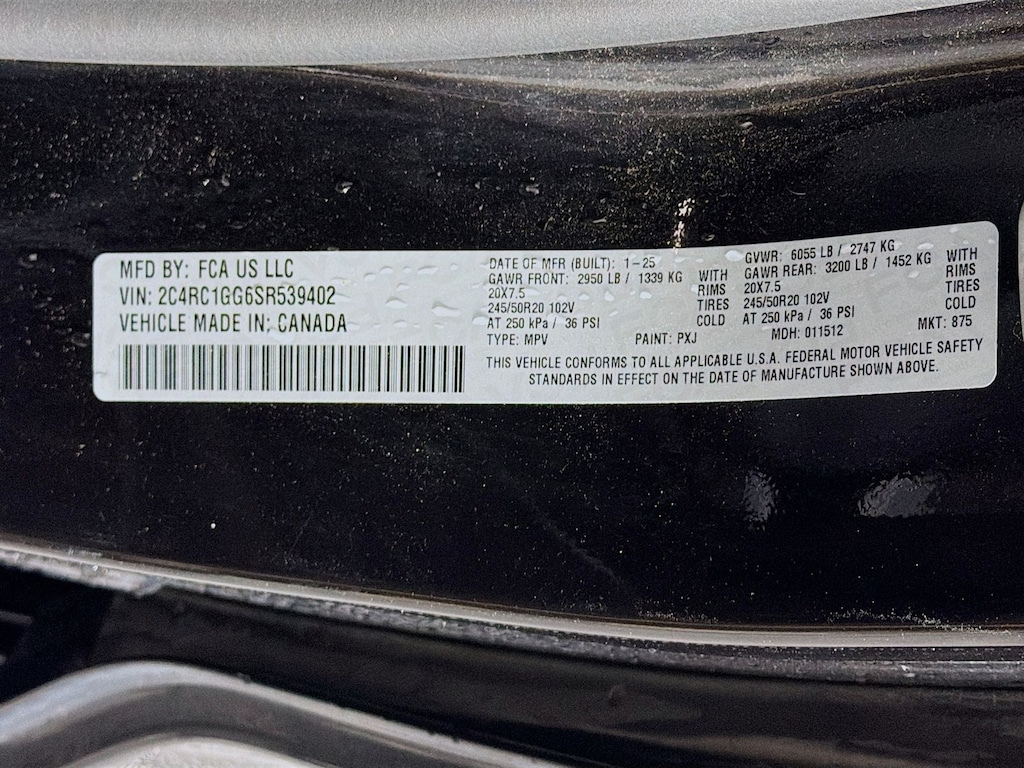 MFD BY: FCA US LLC
VIN: 2C4RC1GG6SR539402
VEHICLE MADE IN: CANADA
DATE OF MFR (BUILT): 1-25
GAWR FRONT: 2950 LB / 1339 KG WITH
20X7.5 RIMS
245/50R20 102V TIRES
AT 250 kPa / 36 PSI COLD
TYPE: MPV PAINT: PXJ
GVWR: 6055 LB / 2747 KG
GAWR REAR: 3200 LB / 1452 KG WITH
20X7.5 RIMS
245/50R20 102V TIRES
AT 250 kPa / 36 PSI COLD
MDH: 011512 MKT: 875
THIS VEHICLE CONFORMS TO ALL APPLICABLE U.S.A. FEDERAL MOTOR VEHICLE SAFETY
STANDARDS IN EFFECT ON THE DATE OF MANUFACTURE SHOWN ABOVE.